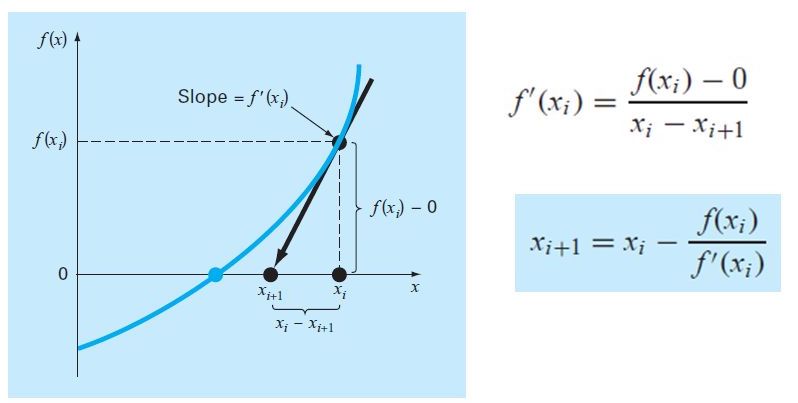 f(x)
Slope = f'(x_i)
f(x_i)
f(x_i) – 0
0
x_{i+1}
x_i
x
x_i – x_{i+1}
f'(x_i) = \frac{f(x_i) – 0}{x_i – x_{i+1}}
x_{i+1} = x_i – \frac{f(x_i)}{f'(x_i)}